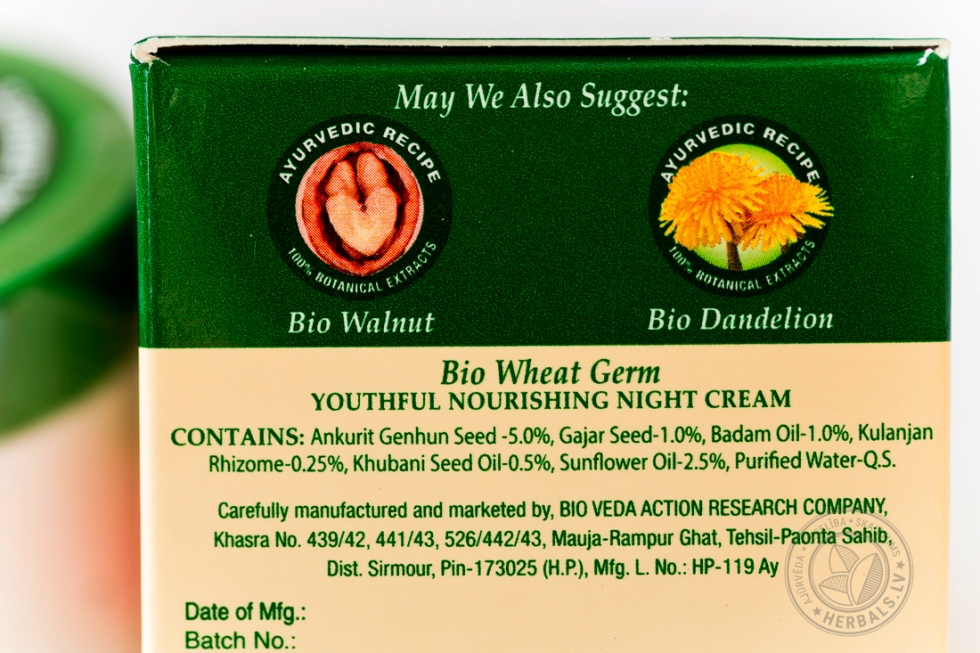 May We Also Suggest:
AYURVEDIC RECIPE
100% BOTANICAL EXTRACTS
Bio Walnut
AYURVEDIC RECIPE
100% BOTANICAL EXTRACTS
Bio Dandelion
Bio Wheat Germ
YOUTHFUL NOURISHING NIGHT CREAM
CONTAINS: Ankurit Genhun Seed -5.0%, Gajar Seed-1.0%, Badam Oil-1.0%, Kulanjan
Rhizome-0.25%, Khubani Seed Oil-0.5%, Sunflower Oil-2.5%, Purified Water-Q.S.
Carefully manufactured and marketed by, BIO VEDA ACTION RESEARCH COMPANY,
Khasra No. 439/42, 441/43, 526/442/43, Mauja-Rampur Ghat, Tehsil-Paonta Sahib,
Dist. Sirmour, Pin-173025 (H.P.), Mfg. L. No.: HP-119 Ay
Date of Mfg.:
Batch No.:
HERBALS.LV